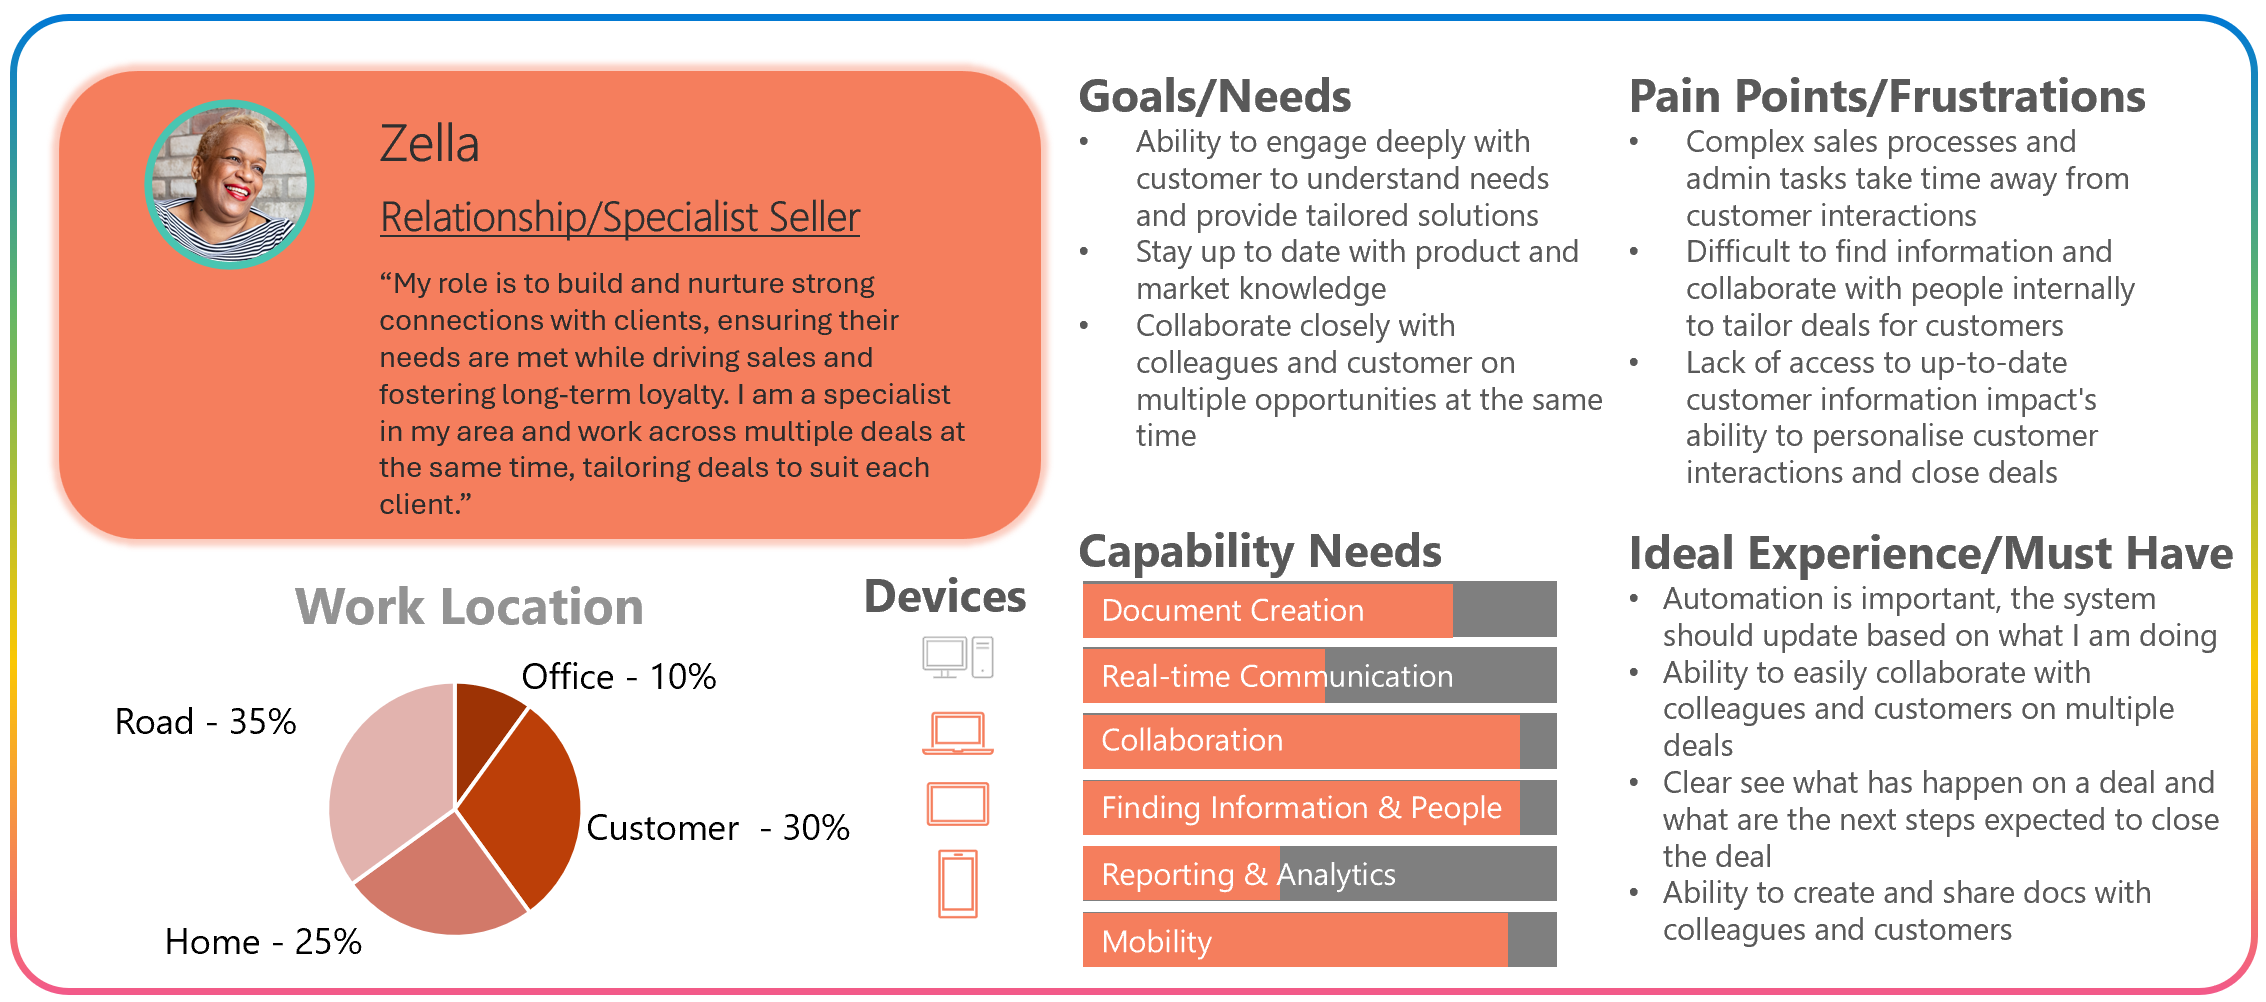 Zella
Relationship/Specialist Seller
“My role is to build and nurture strong
connections with clients, ensuring their
needs are met while driving sales and
fostering long-term loyalty. I am a specialist
in my area and work across multiple deals at
the same time, tailoring deals to suit each
client.”
Work Location
Office - 10%
Road - 35%
Customer  - 30%
Home - 25%
Devices
Goals/Needs
• Ability to engage deeply with
customer to understand needs
and provide tailored solutions
• Stay up to date with product and
market knowledge
• Collaborate closely with
colleagues and customer on
multiple opportunities at the same
time
Capability Needs
Document Creation
Real-time Communication
Collaboration
Finding Information & People
Reporting & Analytics
Mobility
Pain Points/Frustrations
• Complex sales processes and
admin tasks take time away from
customer interactions
• Difficult to find information and
collaborate with people internally
to tailor deals for customers
• Lack of access to up-to-date
customer information impact's
ability to personalise customer
interactions and close deals
Ideal Experience/Must Have
• Automation is important, the system
should update based on what I am doing
• Ability to easily collaborate with
colleagues and customers on multiple
deals
• Clear see what has happen on a deal and
what are the next steps expected to close
the deal
• Ability to create and share docs with
colleagues and customers